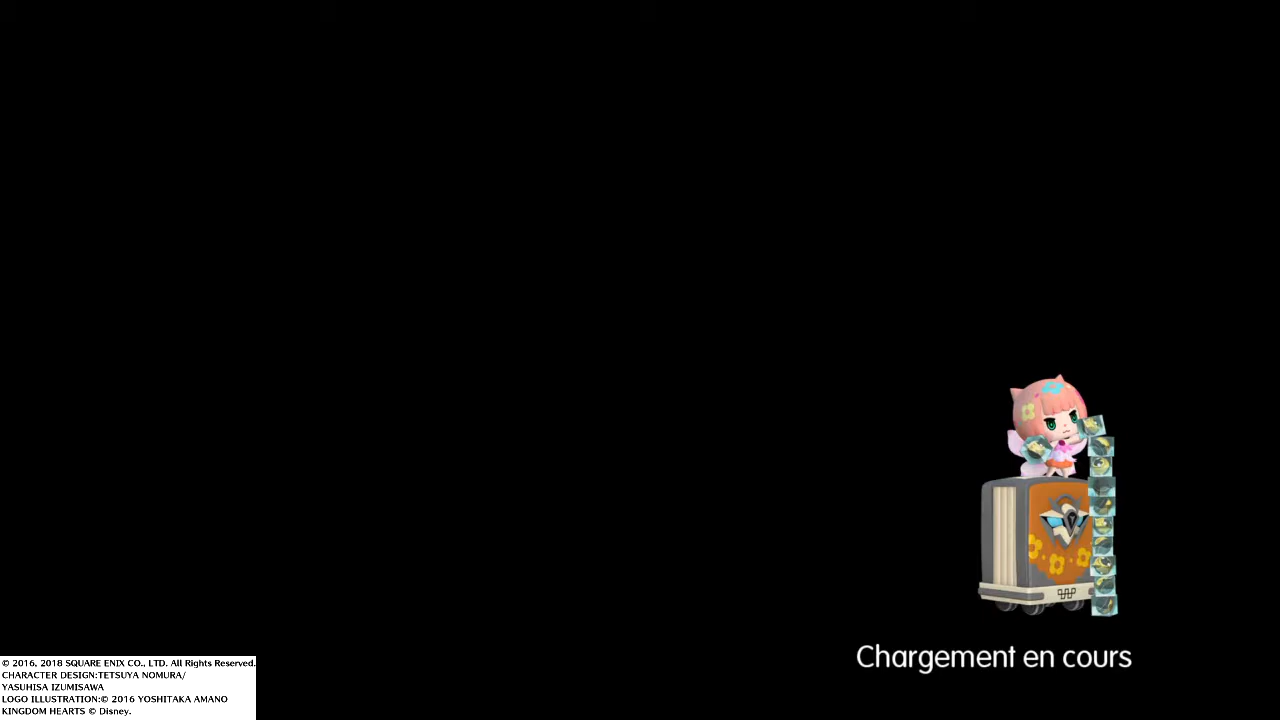 Chargement en cours
© 2016, 2018 SQUARE ENIX CO., LTD. All Rights Reserved.
CHARACTER DESIGN:TETSUYA NOMURA/
YASUHISA IZUMISAWA
LOGO ILLUSTRATION:© 2016 YOSHITAKA AMANO
KINGDOM HEARTS © Disney.